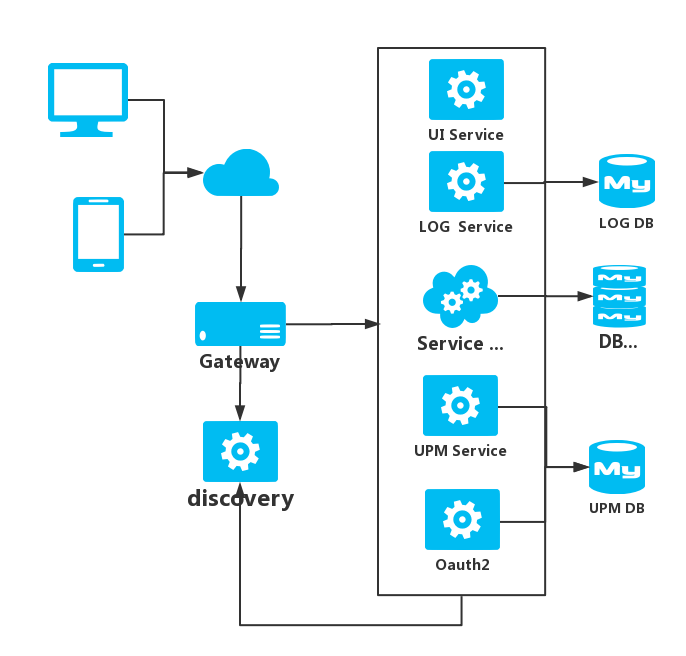 UI Service
LOG Service
My
LOG DB
My
My
My
Service ...
DB...
Gateway
UPM Service
My
UPM DB
discovery
Oauth2